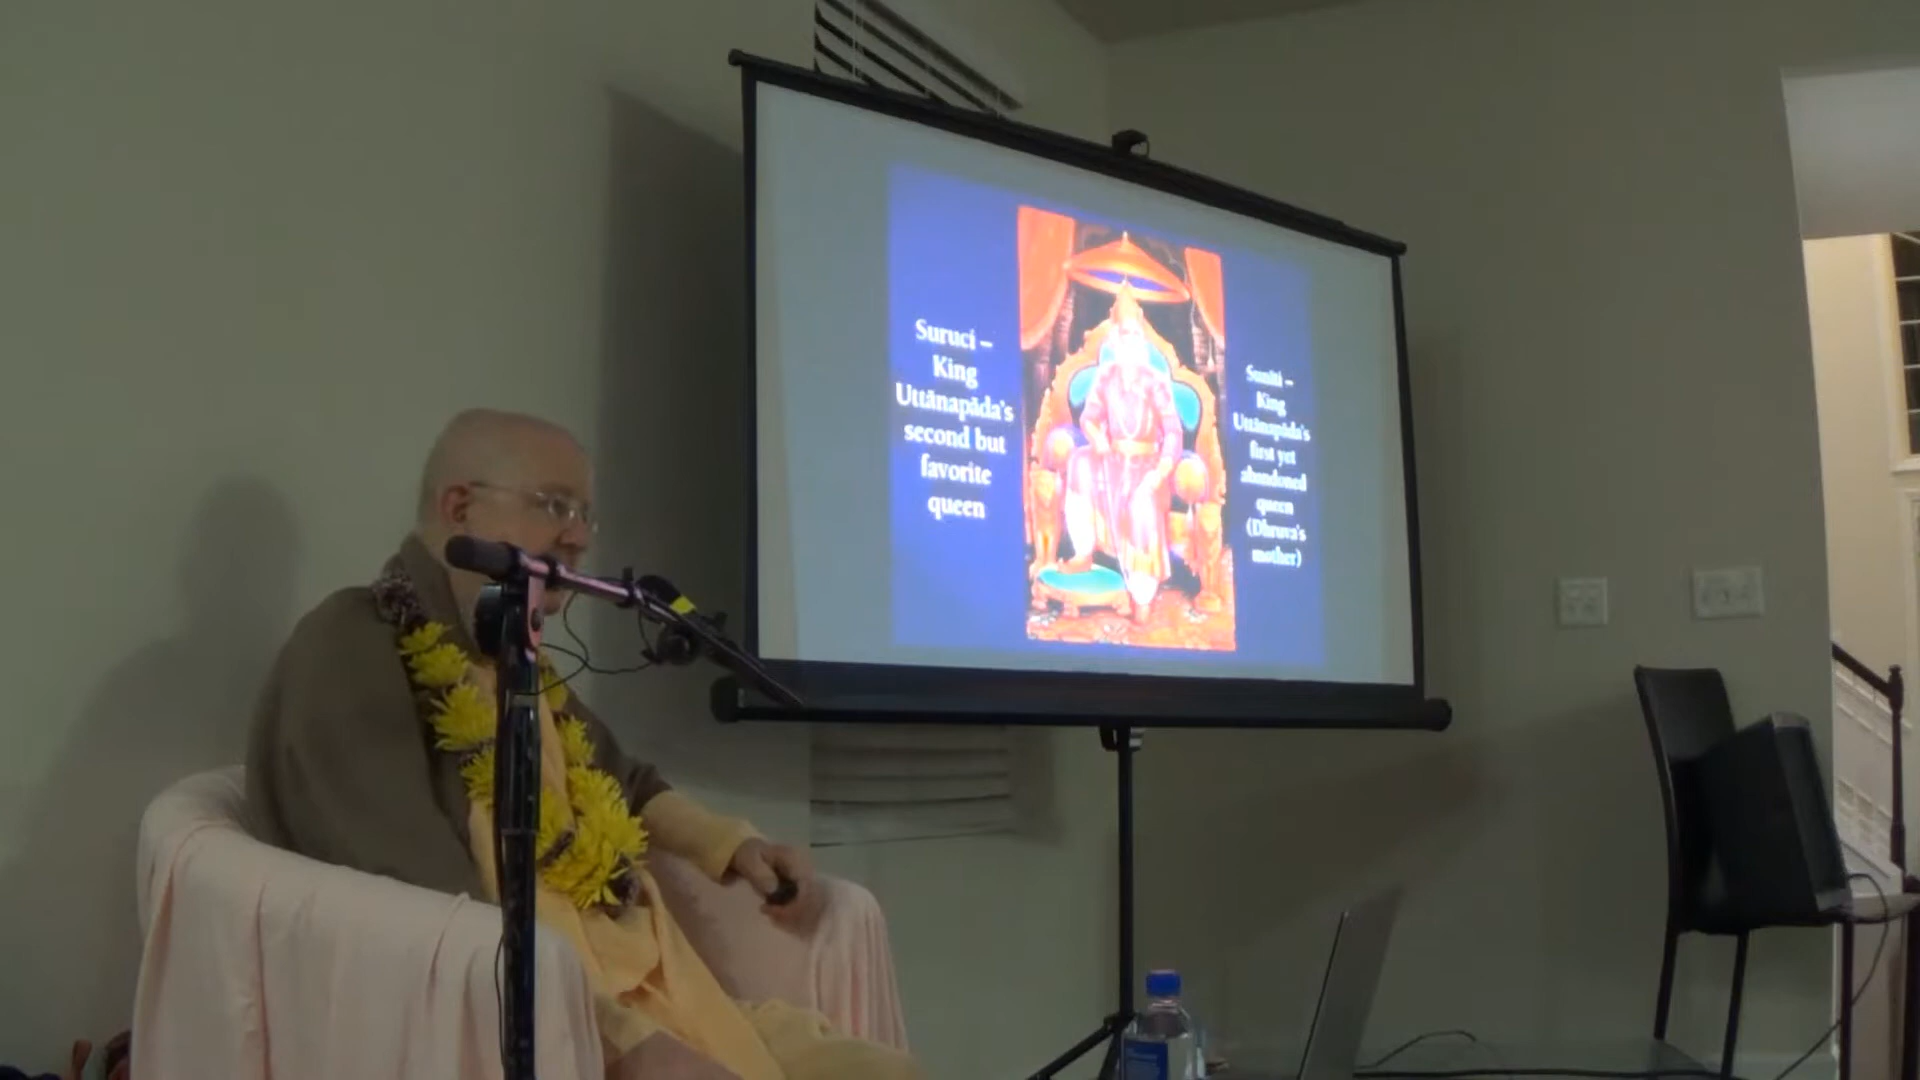 Suruci –
King
Uttānapāda's
second but
favorite
queen
Sunīti –
King
Uttānapāda's
first yet
abandoned
queen
(Dhruva's
mother)